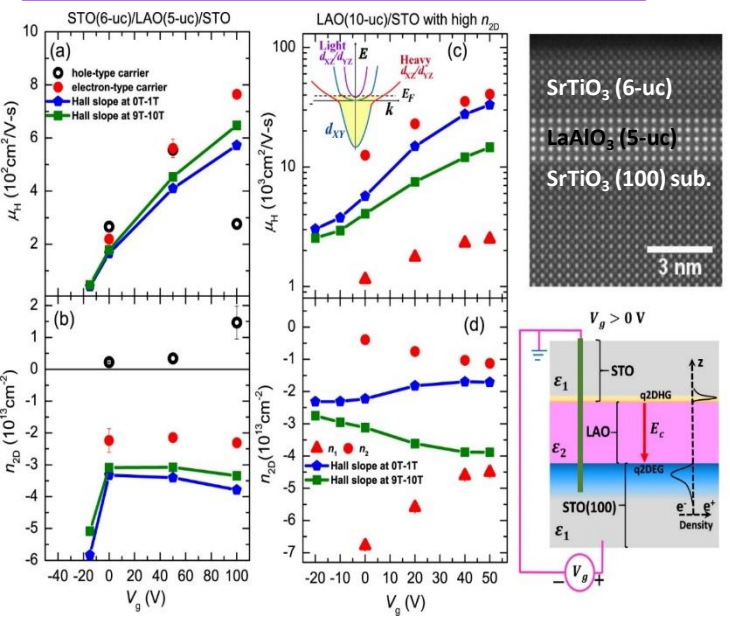 STO(6-uc)/LAO(5-uc)/STO
(a)
hole-type carrier
electron-type carrier
Hall slope at 0T-1T
Hall slope at 9T-10T
10
8
6
4
2
μH (10²cm²/V-s)
(b)
2
1
0
-1
-2
-3
-4
-5
-6
n2D (10¹³cm⁻²)
-40 -20 0 20 40 60 80 100
Vg (V)
LAO(10-uc)/STO with high n2D
(c)
Light
dXZ/dYZ
E
Heavy
dXZ/dYZ
EF
k
dXY
100
10
1
μH (10³cm²/V-s)
(d)
0
-1
-2
-3
-4
-5
-6
-7
n2D (10¹³cm⁻²)
n1 n2
Hall slope at 0T-1T
Hall slope at 9T-10T
-20 -10 0 10 20 30 40 50
Vg (V)
SrTiO3 (6-uc)
LaAlO3 (5-uc)
SrTiO3 (100) sub.
3 nm
Vg > 0 V
STO
z
ε1
q2DHG
LAO
Ec
ε2
q2DEG
STO(100)
e⁻ e⁺
Density
ε1
− Vg +